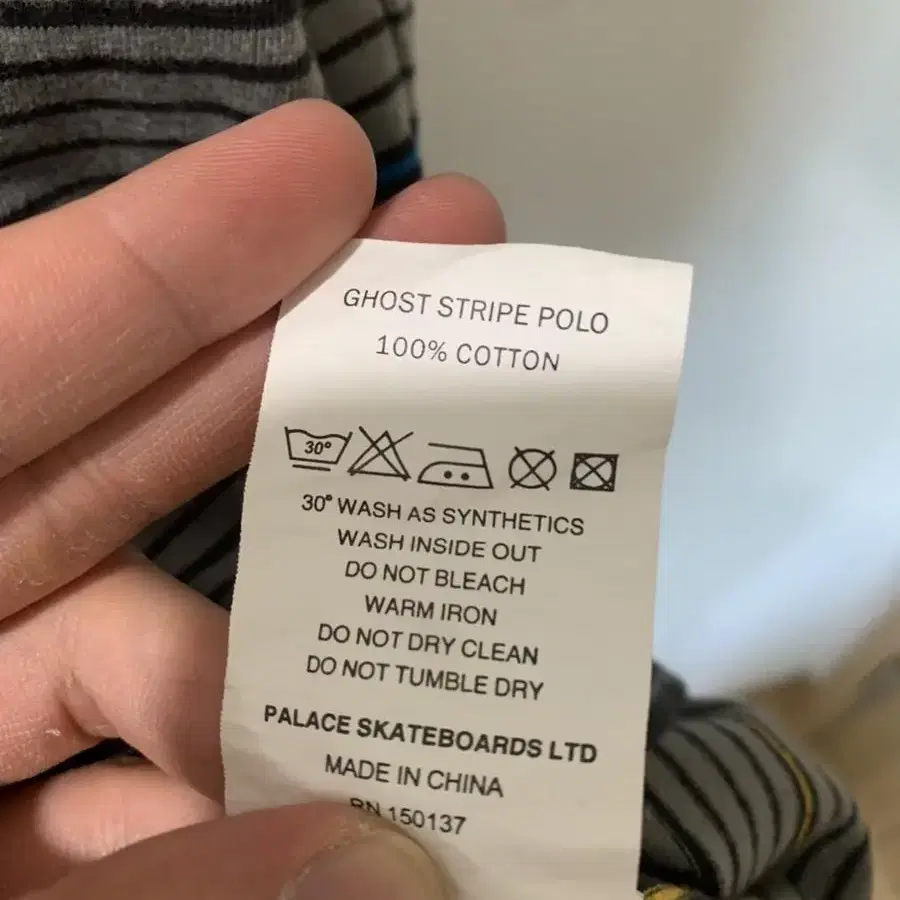 GHOST STRIPE POLO
100% COTTON
30°
30° WASH AS SYNTHETICS
WASH INSIDE OUT
DO NOT BLEACH
WARM IRON
DO NOT DRY CLEAN
DO NOT TUMBLE DRY
PALACE SKATEBOARDS LTD
MADE IN CHINA
RN 150137